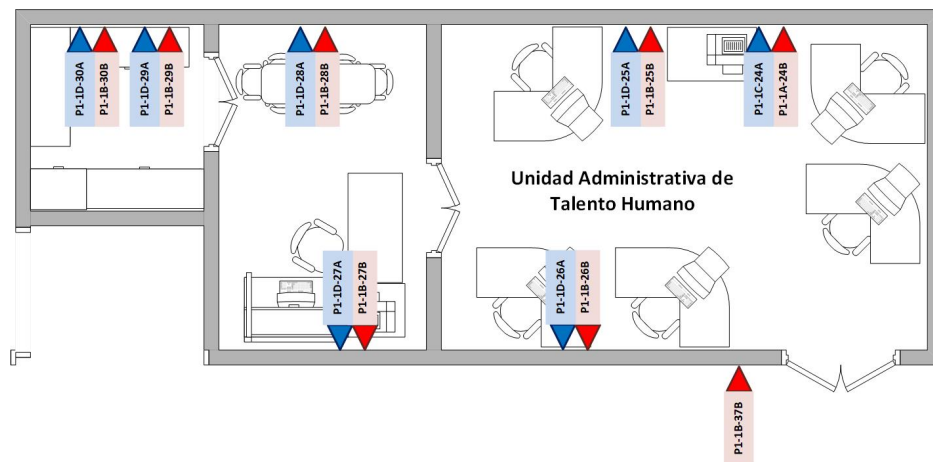 P1-1D-30A
P1-1B-30B
P1-1D-29A
P1-1B-29B
P1-1D-28A
P1-1B-28B
P1-1D-25A
P1-1B-25B
P1-1C-24A
P1-1A-24B
Unidad Administrativa de
Talento Humano
P1-1D-27A
P1-1B-27B
P1-1D-26A
P1-1B-26B
P1-1B-37B